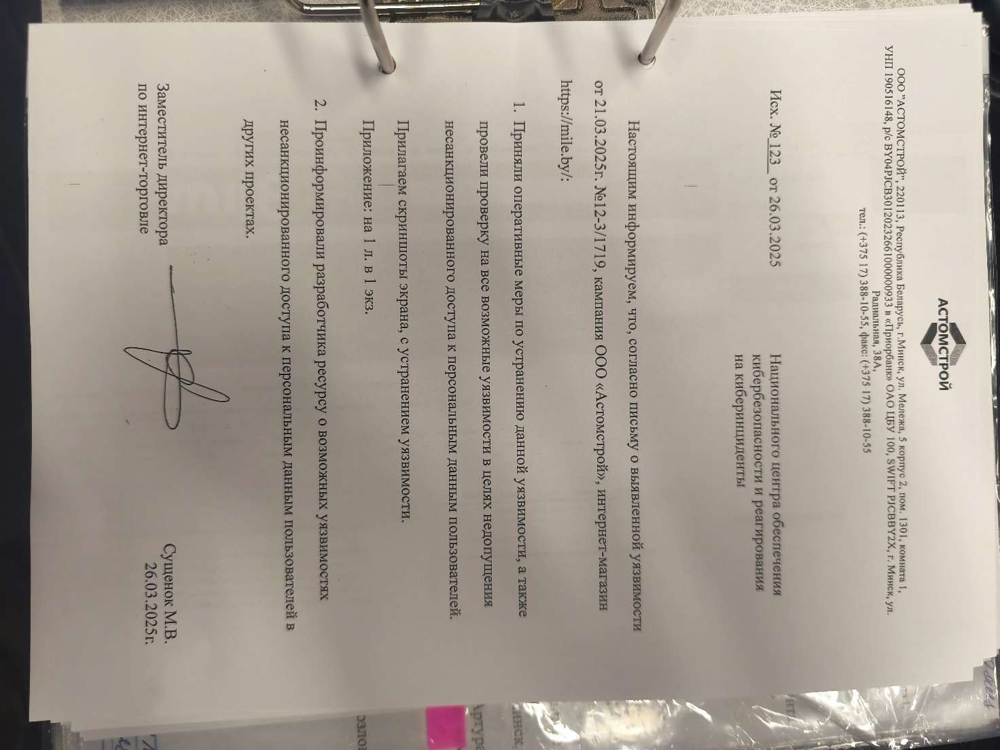 АСТОМСТРОЙ
ООО "АСТОМСТРОЙ", 220113, Республика Беларусь, г.Минск, ул. Мележа, 5 корпус 2, пом. 1301, комната 1,
УНП 190516148, р/с BY04PJCB30120232661000000933 в «Приорбанк» ОАО ЦБУ 100, SWIFT PJCBBY2X, г. Минск, ул.
Радиальная, 38А,
тел.: (+375 17) 388-10-55, факс: (+375 17) 388-10-55
Исх. № 123 от 26.03.2025
Национального центра обеспечения
кибербезопасности и реагирования
на киберинциденты
Настоящим информируем, что, согласно письму о выявленной уязвимости
от 21.03.2025г. №12-3/1719, кампания ООО «Астомстрой», интернет-магазин
https://mile.by/:
1. Приняли оперативные меры по устранению данной уязвимости, а также
провели проверку на все возможные уязвимости в целях недопущения
несанкционированного доступа к персональным данным пользователей.
Прилагаем скриншоты экрана, с устранением уязвимости.
Приложение: на 1 л. в 1 экз.
2. Проинформировали разработчика ресурсу о возможных уязвимостях
несанкционированного доступа к персональным данным пользователей в
других проектах.
Заместитель директора
по интернет-торговле
Сущенок М.В.
26.03.2025г.